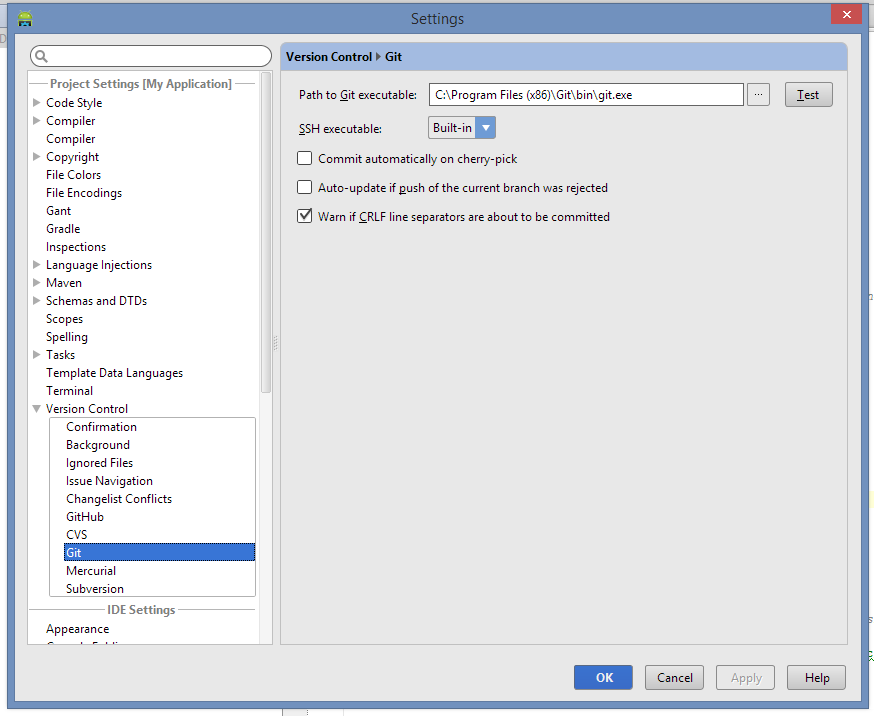 Settings
Project Settings [My Application]
Code Style
Compiler
Compiler
Copyright
File Colors
File Encodings
Gant
Gradle
Inspections
Language Injections
Maven
Schemas and DTDs
Scopes
Spelling
Tasks
Template Data Languages
Terminal
Version Control
Confirmation
Background
Ignored Files
Issue Navigation
Changelist Conflicts
GitHub
CVS
Git
Mercurial
Subversion
IDE Settings
Appearance
Version Control Git
Path to Git executable: C:\Program Files (x86)\Git\bin\git.exe ... Test
SSH executable: Built-in
Commit automatically on cherry-pick
Auto-update if push of the current branch was rejected
Warn if CRLF line separators are about to be committed
OK Cancel Apply Help